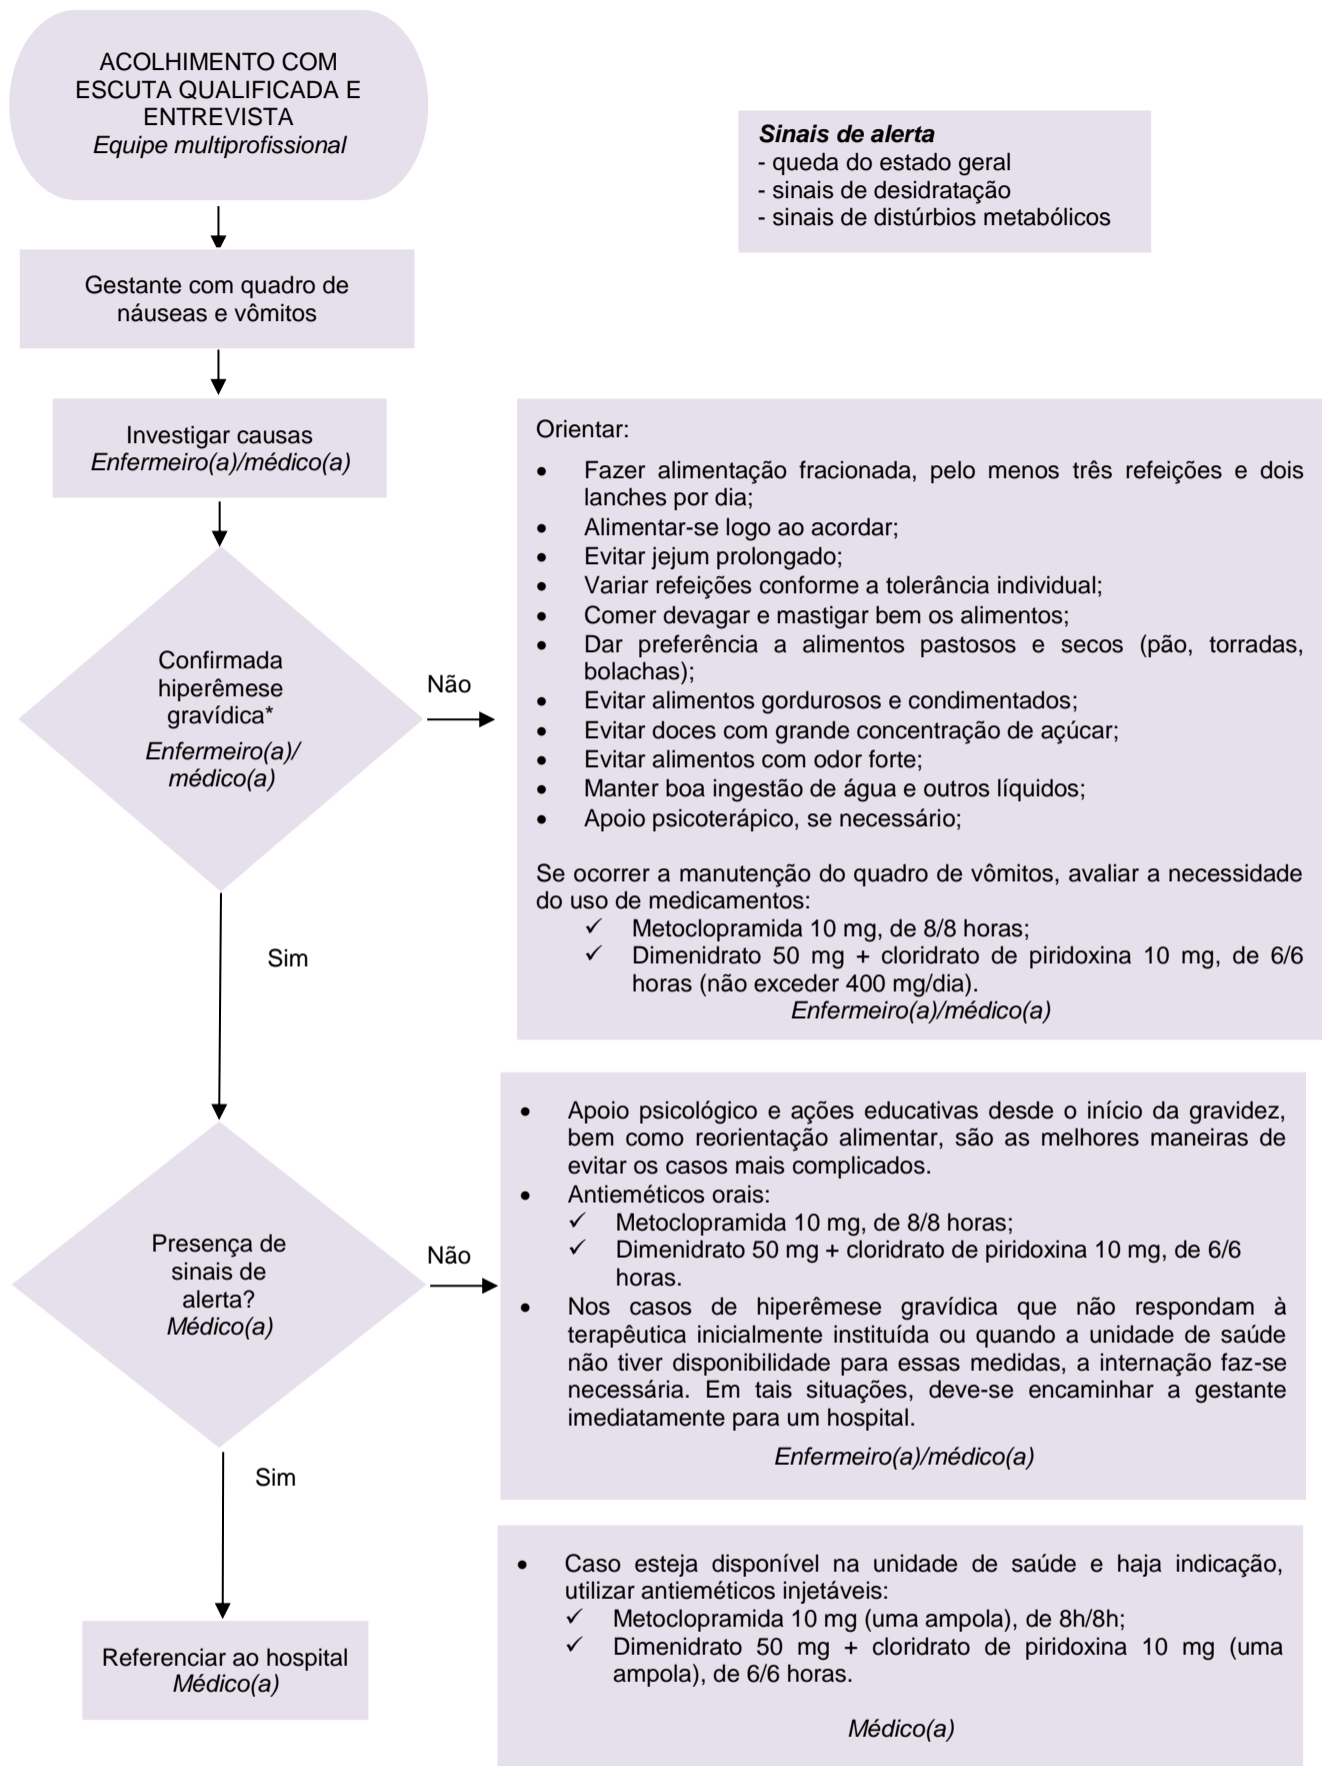 ACOLHIMENTO COM
ESCUTA QUALIFICADA E
ENTREVISTA
Equipe multiprofissional
Sinais de alerta
- queda do estado geral
- sinais de desidratação
- sinais de distúrbios metabólicos
Gestante com quadro de
náuseas e vômitos
Investigar causas
Enfermeiro(a)/médico(a)
Confirmada
hiperêmese
gravídica*
Enfermeiro(a)/
médico(a)
Não
Orientar:
• Fazer alimentação fracionada, pelo menos três refeições e dois
lanches por dia;
• Alimentar-se logo ao acordar;
• Evitar jejum prolongado;
• Variar refeições conforme a tolerância individual;
• Comer devagar e mastigar bem os alimentos;
• Dar preferência a alimentos pastosos e secos (pão, torradas,
bolachas);
• Evitar alimentos gordurosos e condimentados;
• Evitar doces com grande concentração de açúcar;
• Evitar alimentos com odor forte;
• Manter boa ingestão de água e outros líquidos;
• Apoio psicoterápico, se necessário;
Se ocorrer a manutenção do quadro de vômitos, avaliar a necessidade
do uso de medicamentos:
✓ Metoclopramida 10 mg, de 8/8 horas;
✓ Dimenidrato 50 mg + cloridrato de piridoxina 10 mg, de 6/6
horas (não exceder 400 mg/dia).
Enfermeiro(a)/médico(a)
Sim
Presença de
sinais de
alerta?
Médico(a)
Não
• Apoio psicológico e ações educativas desde o início da gravidez,
bem como reorientação alimentar, são as melhores maneiras de
evitar os casos mais complicados.
• Antieméticos orais:
✓ Metoclopramida 10 mg, de 8/8 horas;
✓ Dimenidrato 50 mg + cloridrato de piridoxina 10 mg, de 6/6
horas.
• Nos casos de hiperêmese gravídica que não respondam à
terapêutica inicialmente instituída ou quando a unidade de saúde
não tiver disponibilidade para essas medidas, a internação faz-se
necessária. Em tais situações, deve-se encaminhar a gestante
imediatamente para um hospital.
Enfermeiro(a)/médico(a)
Sim
Referenciar ao hospital
Médico(a)
• Caso esteja disponível na unidade de saúde e haja indicação,
utilizar antieméticos injetáveis:
✓ Metoclopramida 10 mg (uma ampola), de 8h/8h;
✓ Dimenidrato 50 mg + cloridrato de piridoxina 10 mg (uma
ampola), de 6/6 horas.
Médico(a)